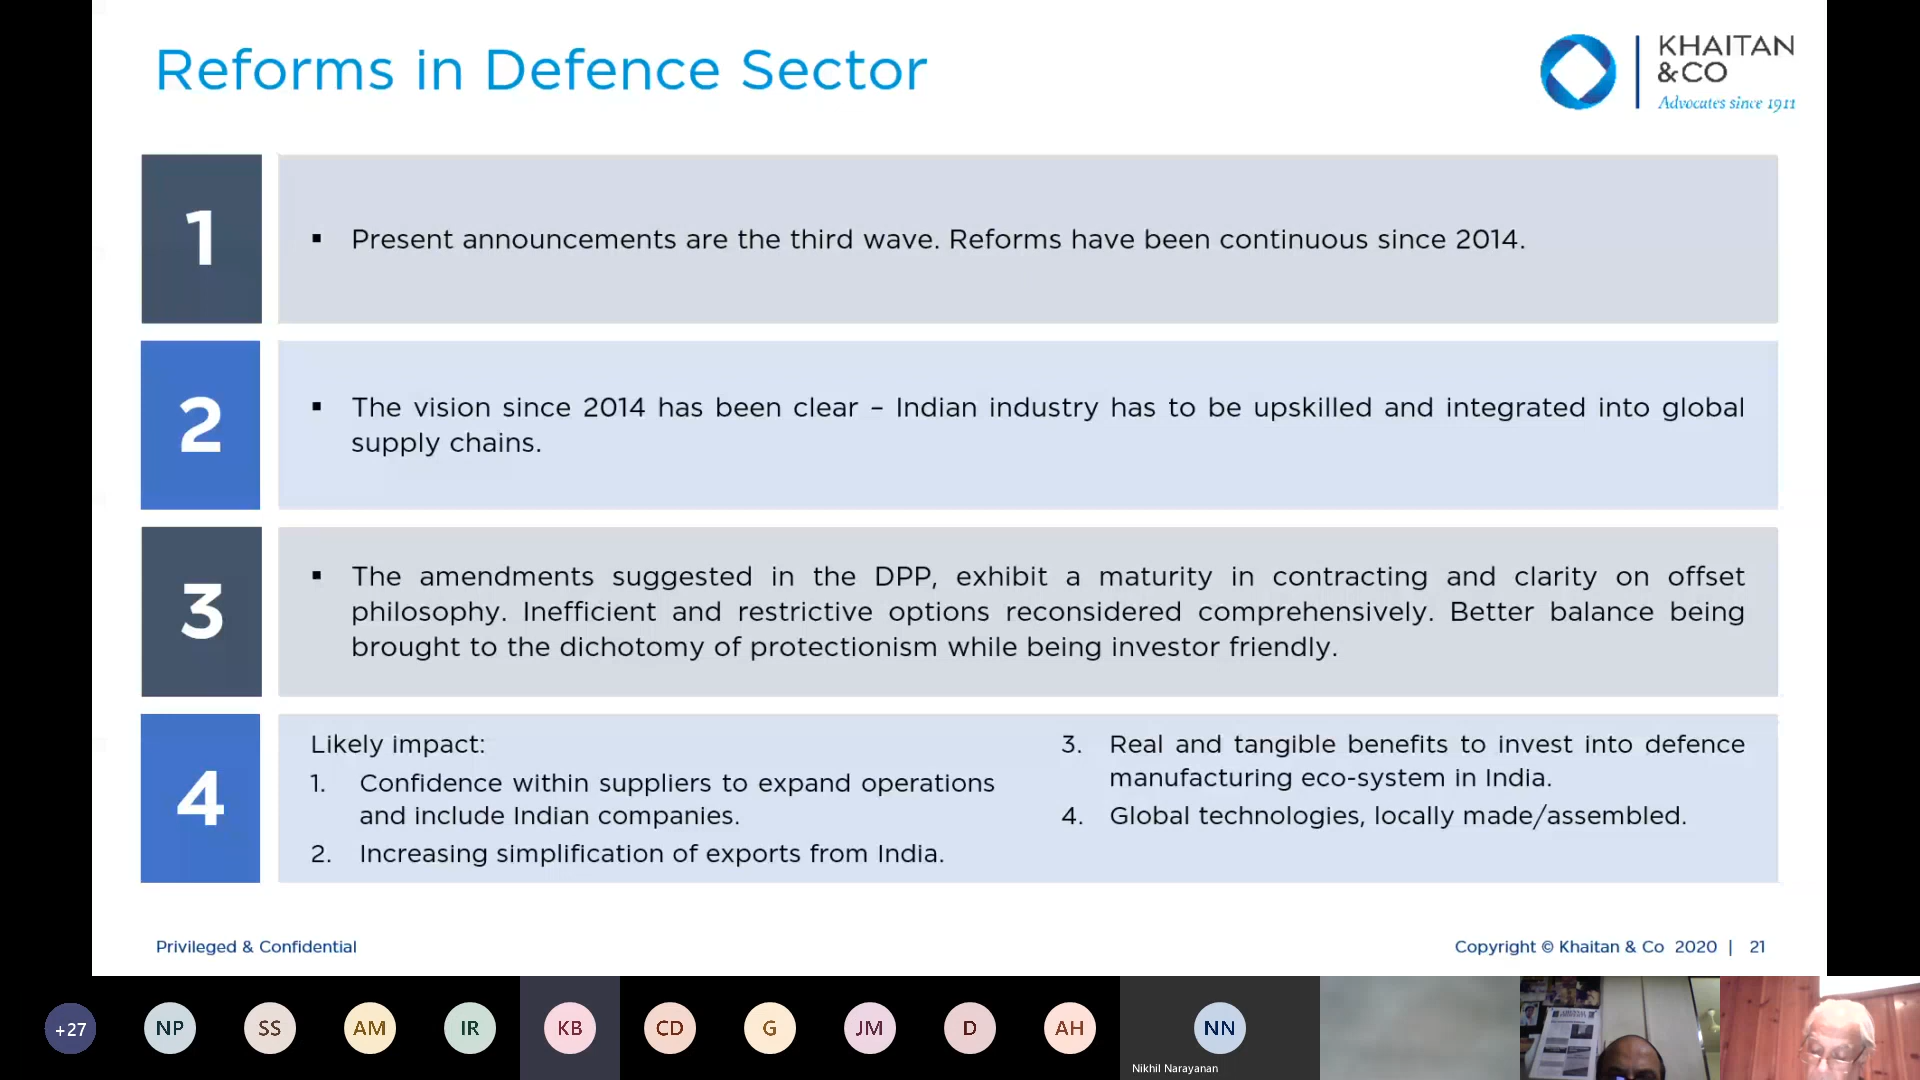 Reforms in Defence Sector
KHAITAN
&CO
Advocates since 1911
1
▪ Present announcements are the third wave. Reforms have been continuous since 2014.
2
▪ The vision since 2014 has been clear – Indian industry has to be upskilled and integrated into global
supply chains.
3
▪ The amendments suggested in the DPP, exhibit a maturity in contracting and clarity on offset
philosophy. Inefficient and restrictive options reconsidered comprehensively. Better balance being
brought to the dichotomy of protectionism while being investor friendly.
4
Likely impact:
1. Confidence within suppliers to expand operations
and include Indian companies.
2. Increasing simplification of exports from India.
3. Real and tangible benefits to invest into defence
manufacturing eco-system in India.
4. Global technologies, locally made/assembled.
Privileged & Confidential
Copyright © Khaitan & Co 2020 | 21
+27 NP SS AM IR KB CD G JM D AH NN
Nikhil Narayanan